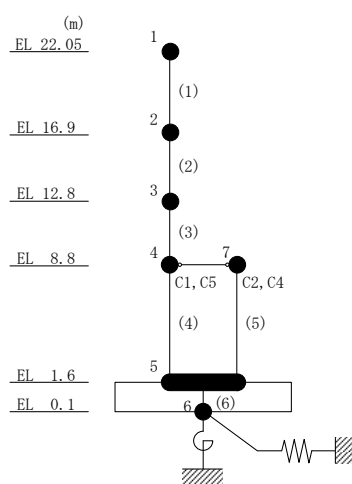 (m)
EL 22.05
1
(1)
EL 16.9
2
(2)
EL 12.8
3
(3)
EL 8.8
4
7
C1, C5
C2, C4
(4)
(5)
EL 1.6
5
EL 0.1
6
(6)